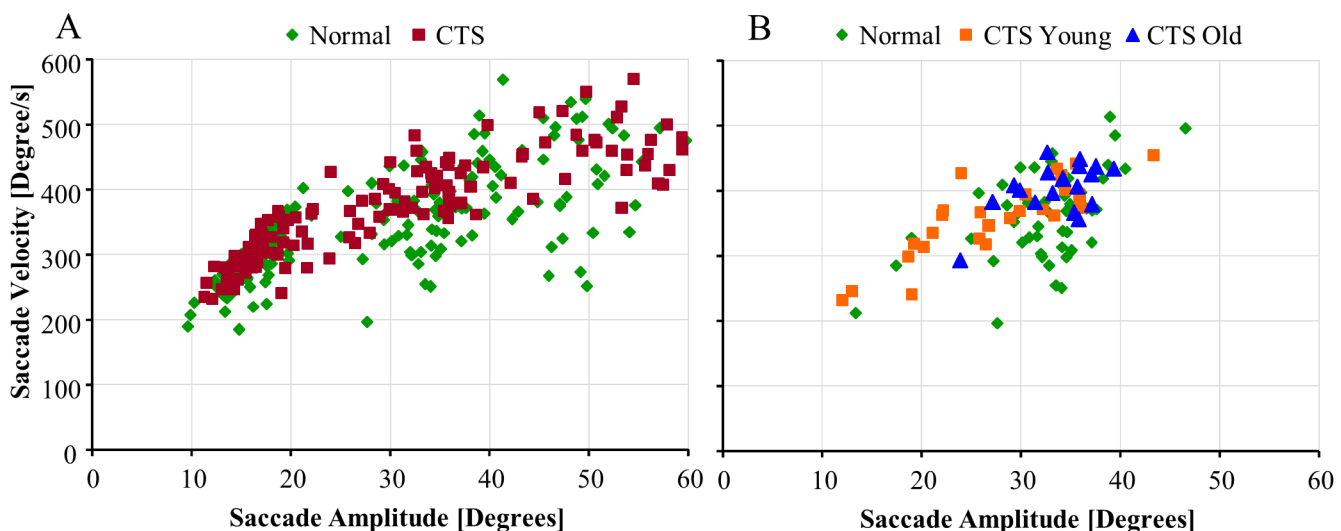 A
Normal CTS
B
Normal CTS Young CTS Old
Saccade Velocity [Degree/s]
600
500
400
300
200
100
0
0 10 20 30 40 50 60
0 10 20 30 40 50 60
Saccade Amplitude [Degrees]
Saccade Amplitude [Degrees]